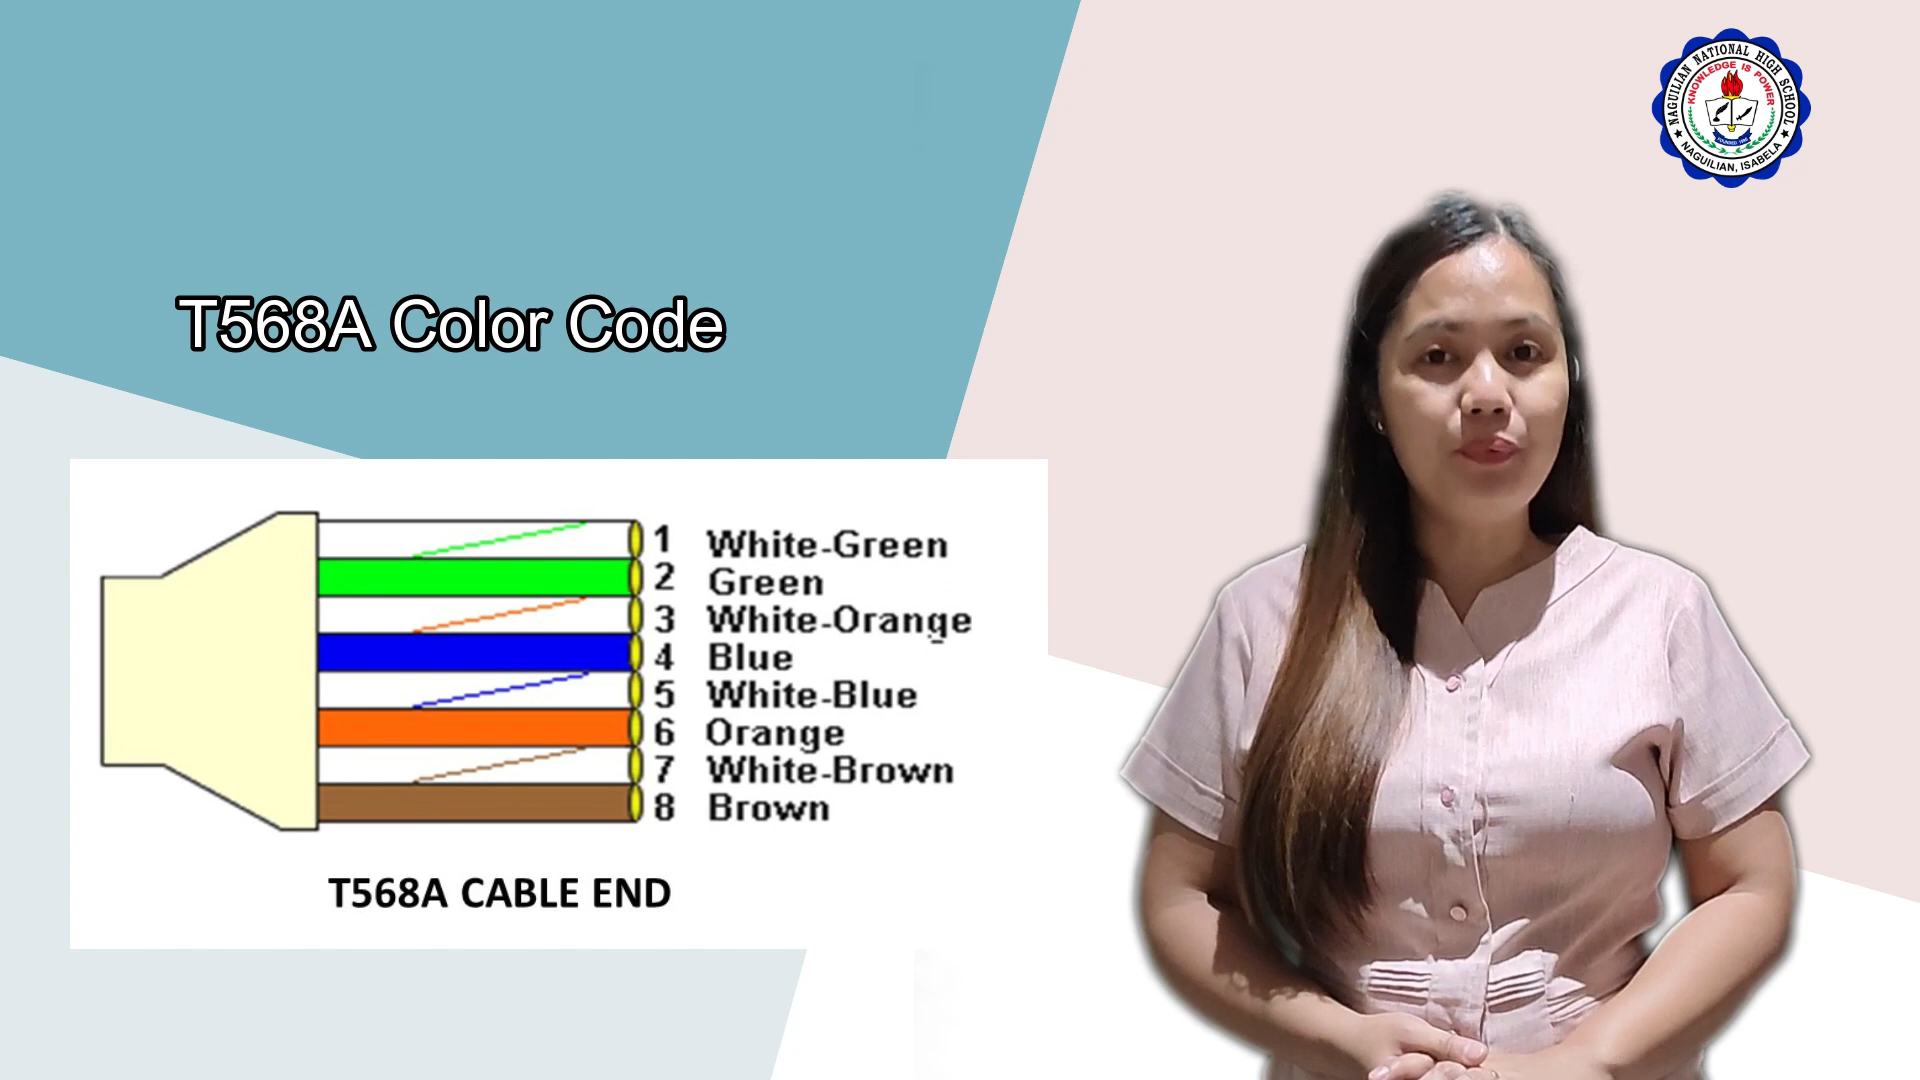 NAGUILIAN NATIONAL HIGH SCHOOL
KNOWLEDGE IS POWER
NAGUILIAN, ISABELA
T568A Color Code
1 White-Green
2 Green
3 White-Orange
4 Blue
5 White-Blue
6 Orange
7 White-Brown
8 Brown
T568A CABLE END